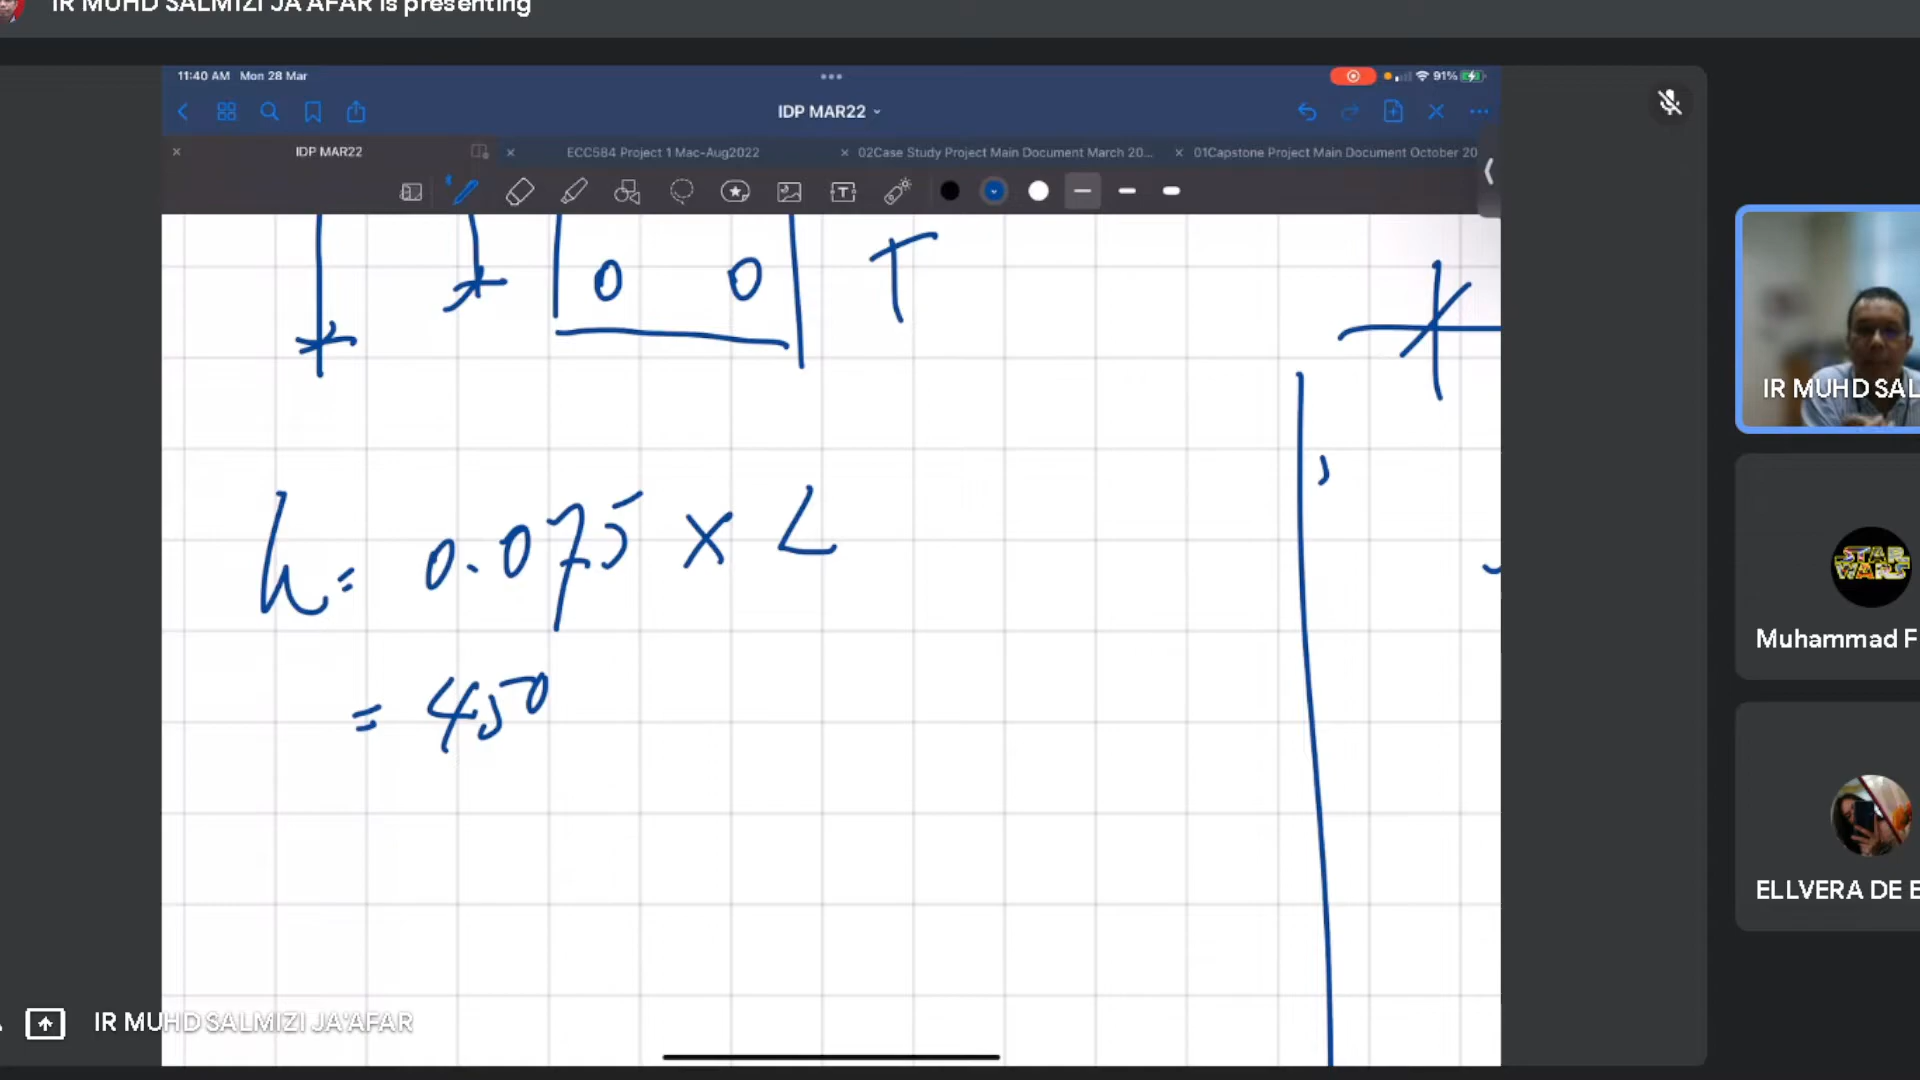 IR MUHD SALMIZI JA'AFAR is presenting
11:40 AM Mon 28 Mar
91%
IDP MAR22
IDP MAR22
ECC584 Project 1 Mac-Aug2022
02Case Study Project Main Document March 20...
01Capstone Project Main Document October 20
T
0 0 T
h = 0.075 × L
= 450
IR MUHD SAL
STAR WARS
Muhammad F
ELLVERA DE
IR MUHD SALMIZI JA'AFAR